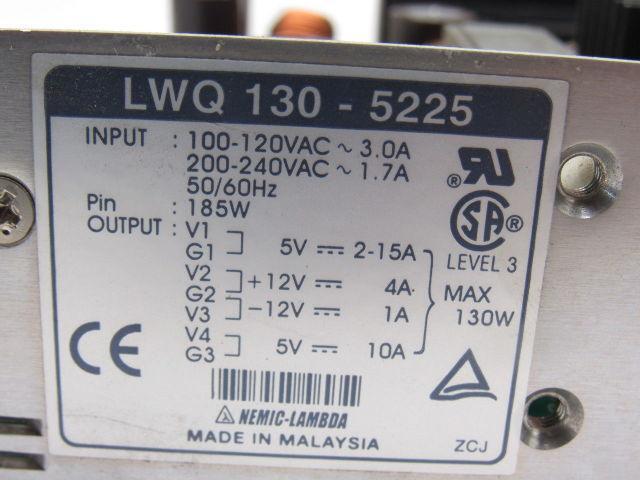 LWQ 130 - 5225
INPUT : 100-120VAC ~ 3.0A
200-240VAC ~ 1.7A
50/60Hz
Pin : 185W
OUTPUT : V1
G1 5V ⎓ 2-15A
V2
G2 +12V ⎓ 4A
V3 -12V ⎓ 1A
V4
G3 5V ⎓ 10A
MAX
130W
RU ®
SA ®
LEVEL 3
CE
NEMIC-LAMBDA
MADE IN MALAYSIA
ZCJ